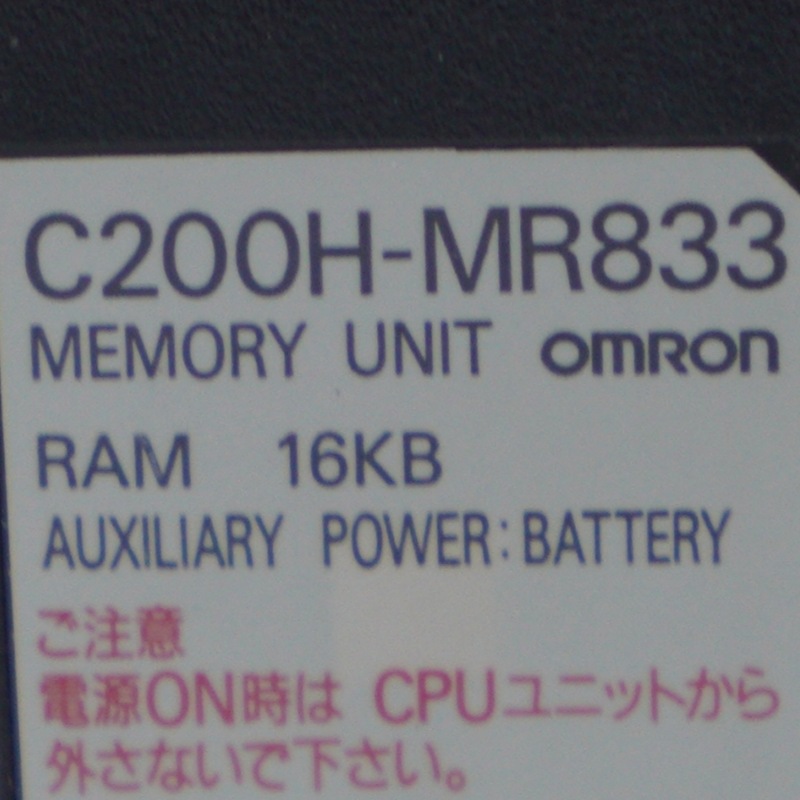 C200H-MR833
MEMORY UNIT OMRON
RAM 16KB
AUXILIARY POWER:BATTERY
ご注意
電源ON時は CPUユニットから
外さないで下さい。